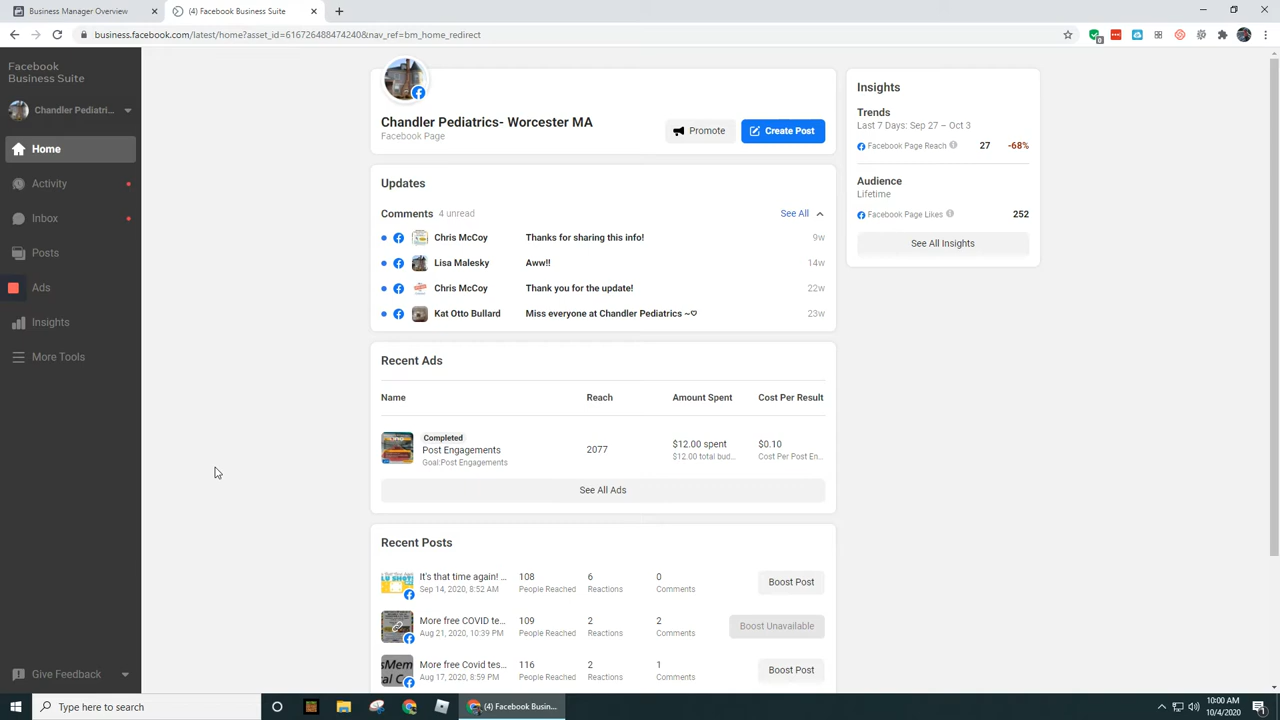 Business Manager Overview
(4) Facebook Business Suite
business.facebook.com/latest/home?asset_id=616726488474240&nav_ref=bm_home_redirect
Facebook
Business Suite
Chandler Pediatri...
Home
Activity
Inbox
Posts
Ads
Insights
More Tools
Give Feedback
Chandler Pediatrics- Worcester MA
Facebook Page
Promote
Create Post
Updates
Comments 4 unread
See All
Chris McCoy Thanks for sharing this info! 9w
Lisa Malesky Aww!! 14w
Chris McCoy Thank you for the update! 22w
Kat Otto Bullard Miss everyone at Chandler Pediatrics ~♡ 23w
Recent Ads
Name Reach Amount Spent Cost Per Result
Completed
Post Engagements 2077 $12.00 spent $0.10
Goal:Post Engagements $12.00 total bud... Cost Per Post En...
See All Ads
Recent Posts
It's that time again! ... 108 6 0
Sep 14, 2020, 8:52 AM People Reached Reactions Comments
Boost Post
More free COVID te... 109 2 2
Aug 21, 2020, 10:39 PM People Reached Reactions Comments
Boost Unavailable
More free Covid tes... 116 2 1
Aug 17, 2020, 8:59 PM People Reached Reactions Comments
Boost Post
Insights
Trends
Last 7 Days: Sep 27 – Oct 3
Facebook Page Reach 27 -68%
Audience
Lifetime
Facebook Page Likes 252
See All Insights
Type here to search
(4) Facebook Busin...
10:00 AM
10/4/2020